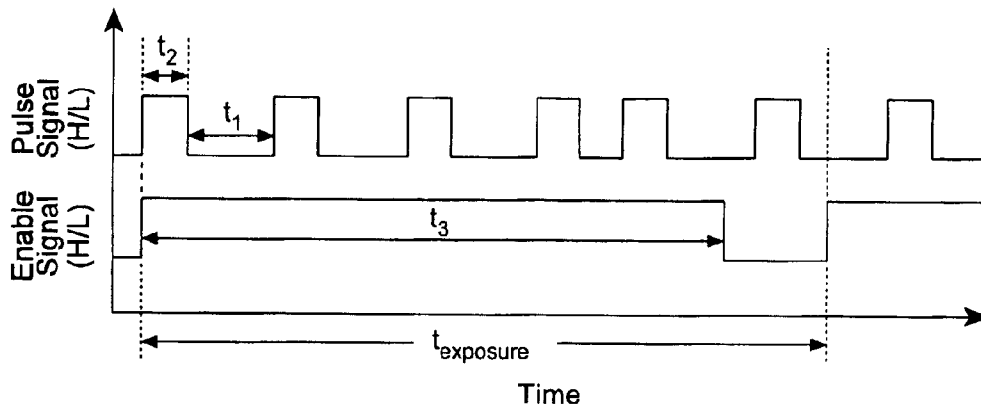 t2
t1
Pulse
Signal
(H/L)
t3
Enable
Signal
(H/L)
texposure
Time